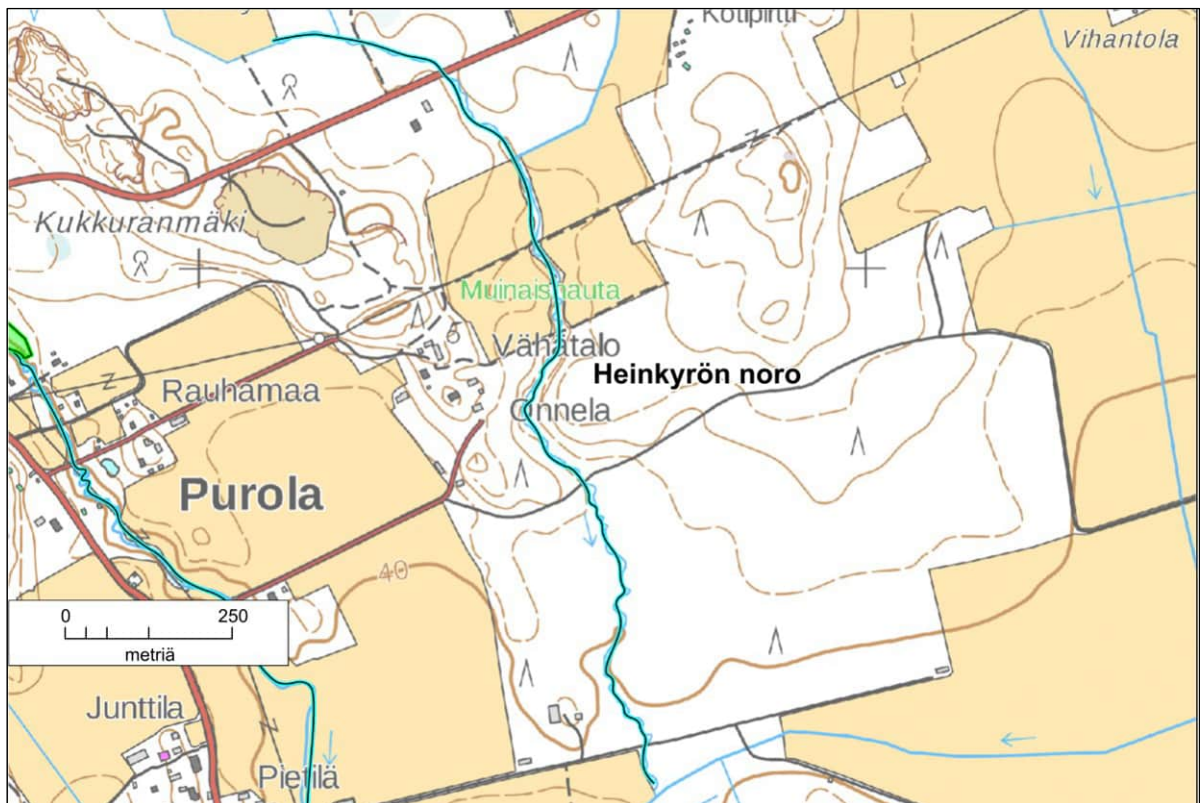 Kotipirtti
Vihantola
Kukkuranmäki
Muinaishauta
Vähätalo
Heinkyrön noro
Rauhamaa
Onnela
Purola
40
0 250
metriä
Junttila
Pietilä